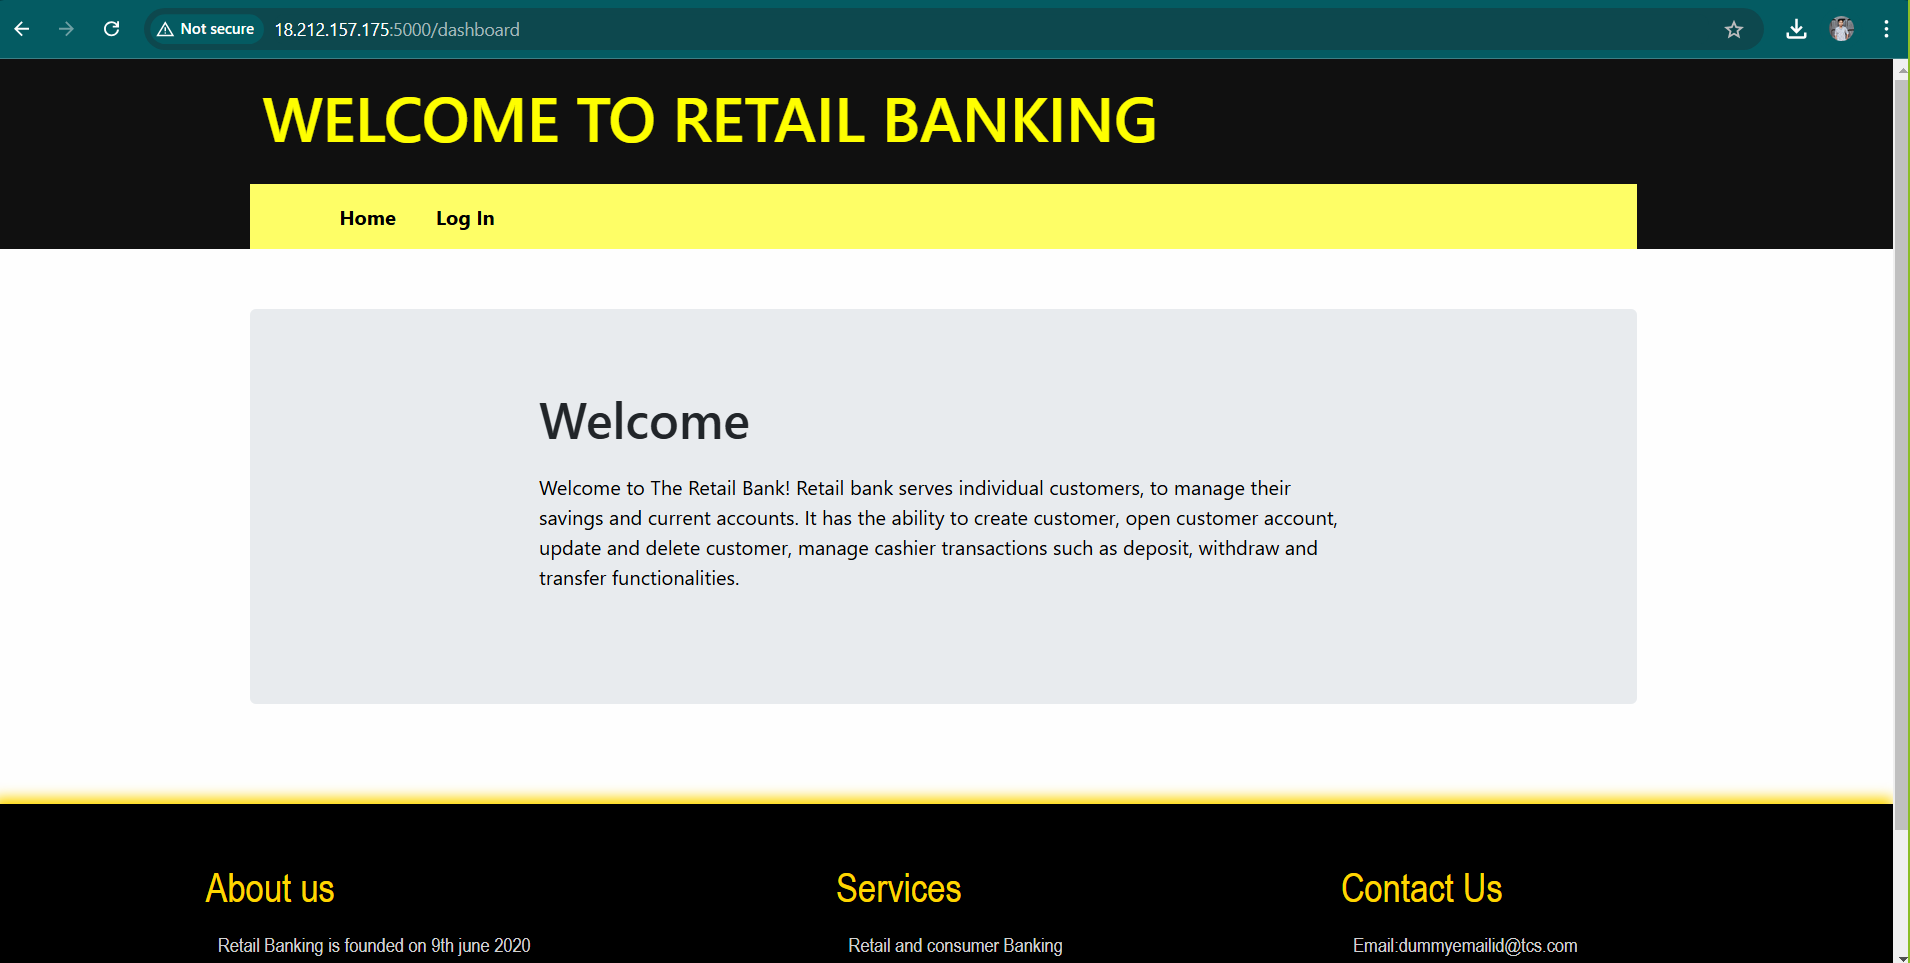 Not secure 18.212.157.175:5000/dashboard
WELCOME TO RETAIL BANKING
Home Log In
Welcome
Welcome to The Retail Bank! Retail bank serves individual customers, to manage their
savings and current accounts. It has the ability to create customer, open customer account,
update and delete customer, manage cashier transactions such as deposit, withdraw and
transfer functionalities.
About us
Retail Banking is founded on 9th june 2020
Services
Retail and consumer Banking
Contact Us
Email:dummyemailid@tcs.com